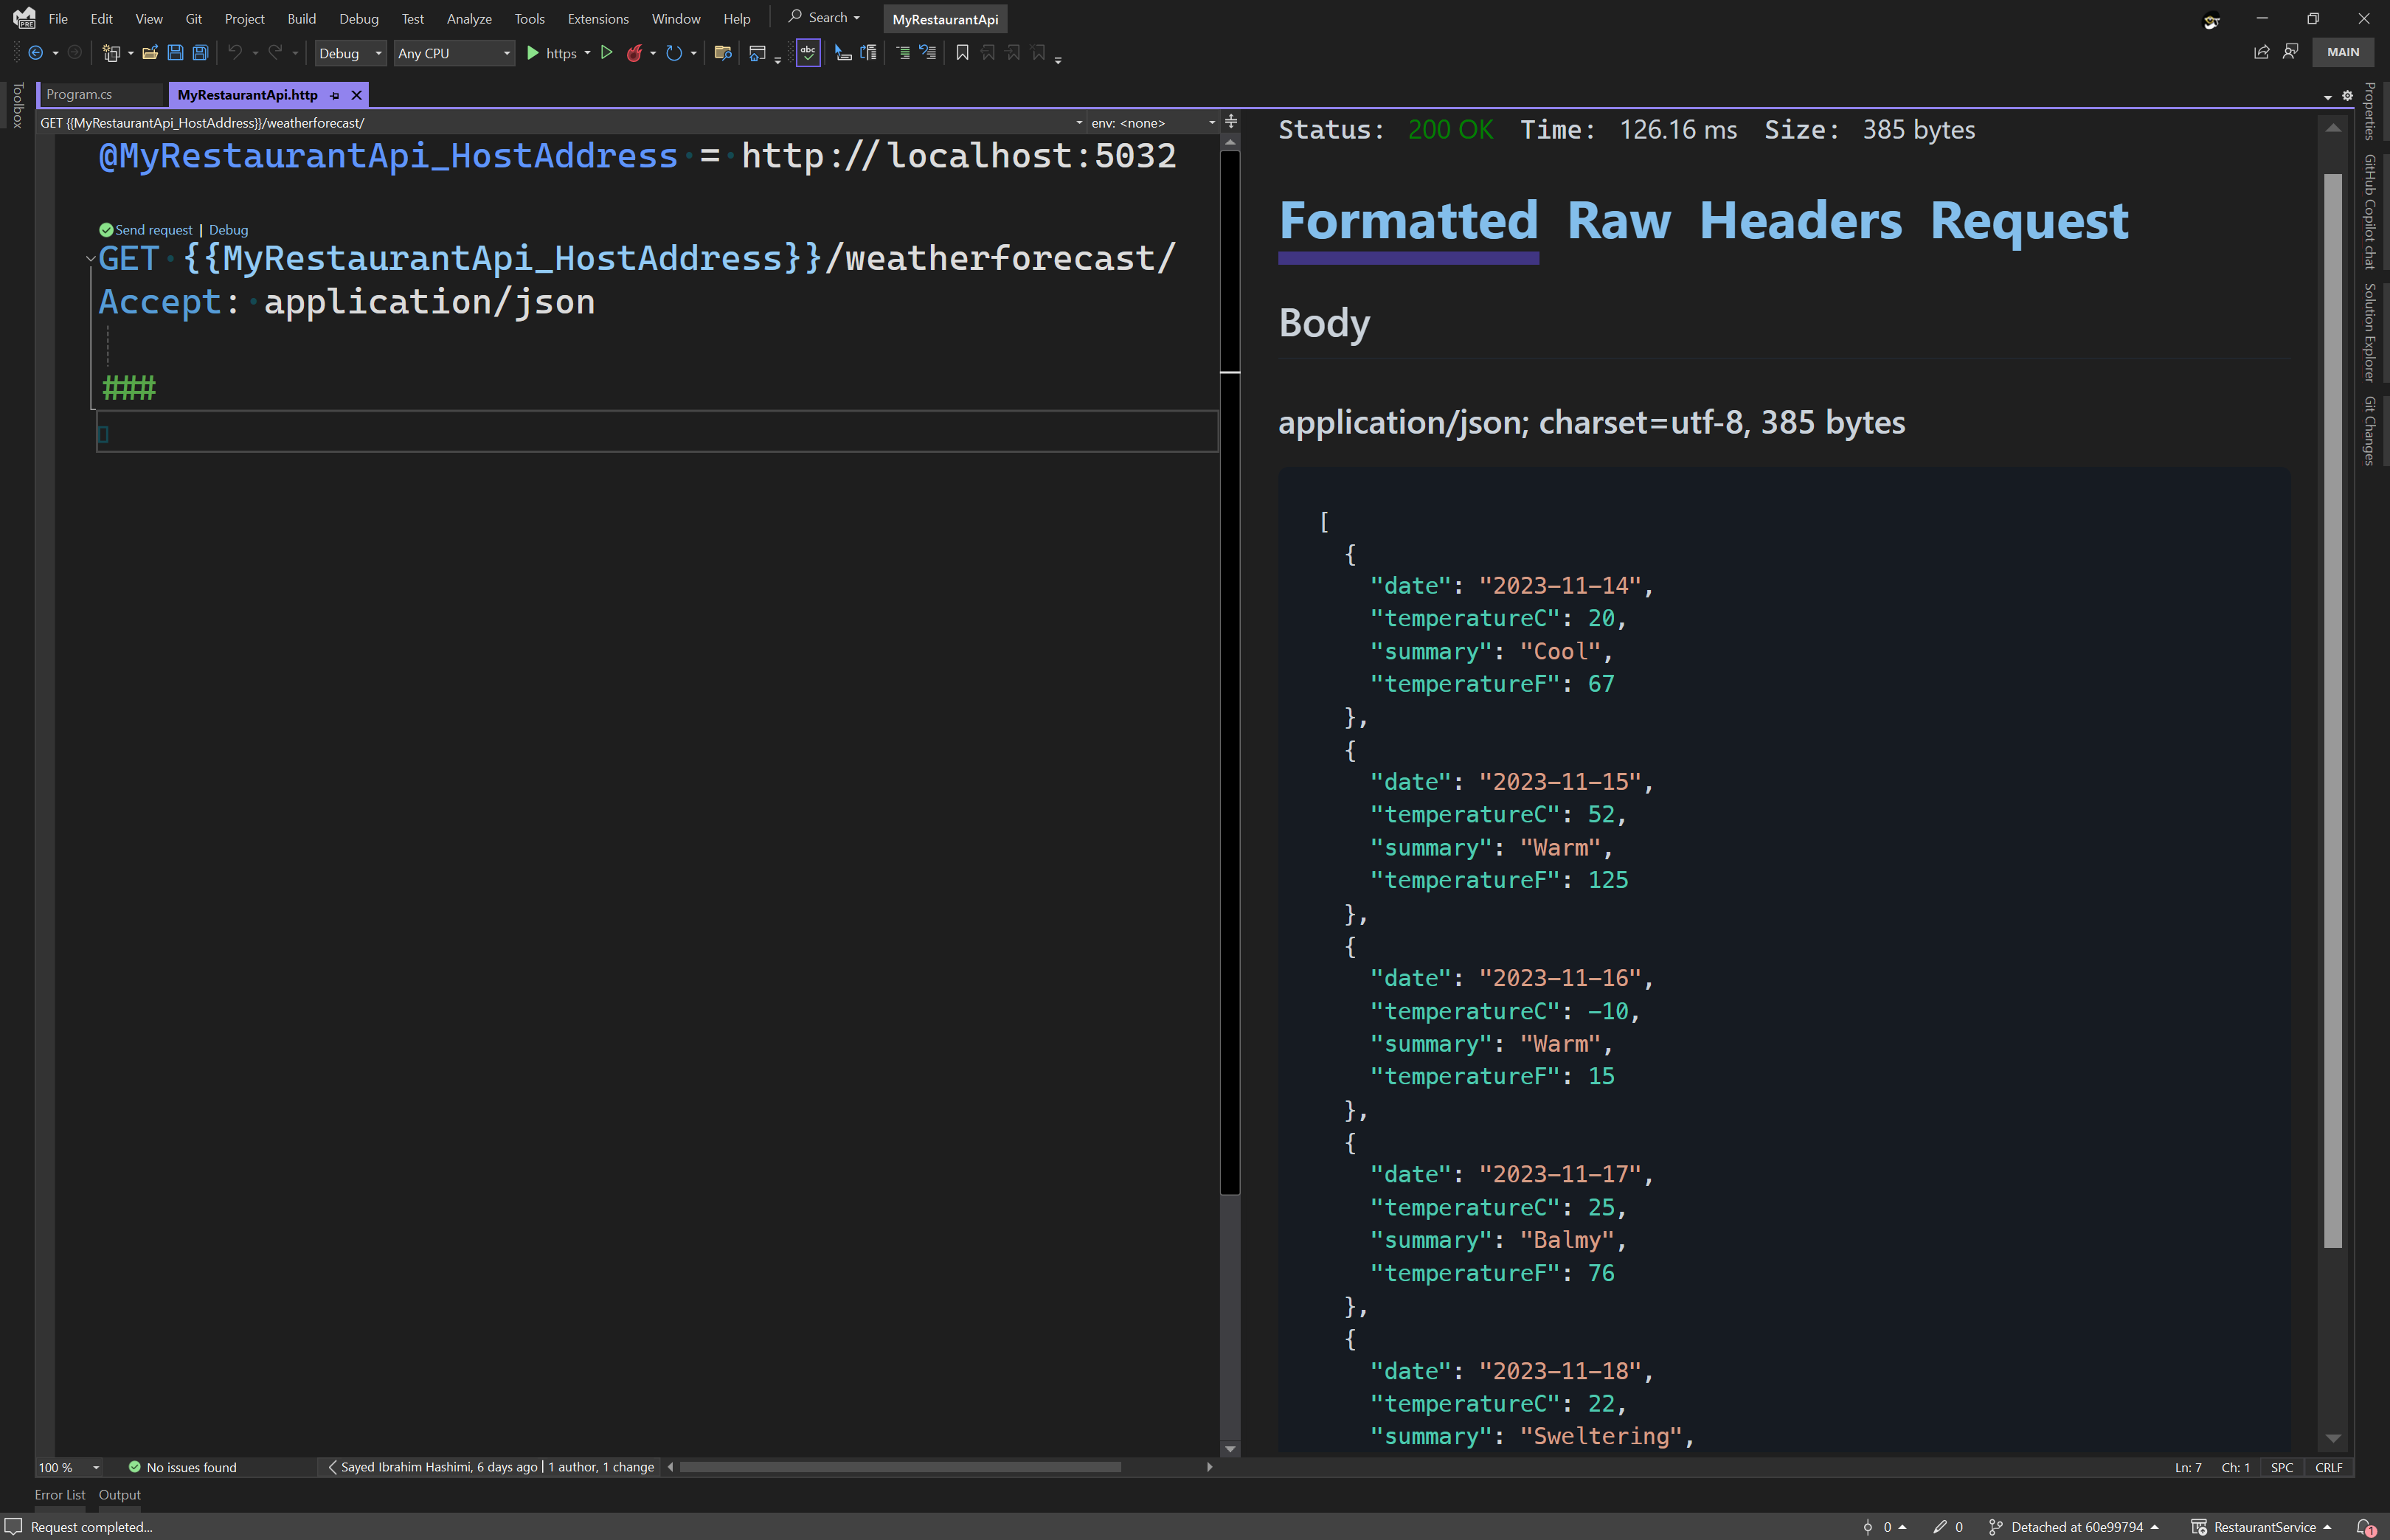 File Edit View Git Project Build Debug Test Analyze Tools Extensions Window Help Search MyRestaurantApi
PRE
Debug Any CPU https abc MAIN
Program.cs MyRestaurantApi.http
GET {{MyRestaurantApi_HostAddress}}/weatherforecast/ env: <none>
@MyRestaurantApi_HostAddress = http://localhost:5032
Send request | Debug
GET {{MyRestaurantApi_HostAddress}}/weatherforecast/
Accept: application/json
###
Status: 200 OK Time: 126.16 ms Size: 385 bytes
Formatted Raw Headers Request
Body
application/json; charset=utf-8, 385 bytes
[
{
"date": "2023-11-14",
"temperatureC": 20,
"summary": "Cool",
"temperatureF": 67
},
{
"date": "2023-11-15",
"temperatureC": 52,
"summary": "Warm",
"temperatureF": 125
},
{
"date": "2023-11-16",
"temperatureC": -10,
"summary": "Warm",
"temperatureF": 15
},
{
"date": "2023-11-17",
"temperatureC": 25,
"summary": "Balmy",
"temperatureF": 76
},
{
"date": "2023-11-18",
"temperatureC": 22,
"summary": "Sweltering",
Toolbox
Properties
GitHub Copilot chat
Solution Explorer
Git Changes
100 % No issues found Sayed Ibrahim Hashimi, 6 days ago | 1 author, 1 change Ln: 7 Ch: 1 SPC CRLF
Error List Output
Request completed... 0 0 Detached at 60e99794 RestaurantService 1